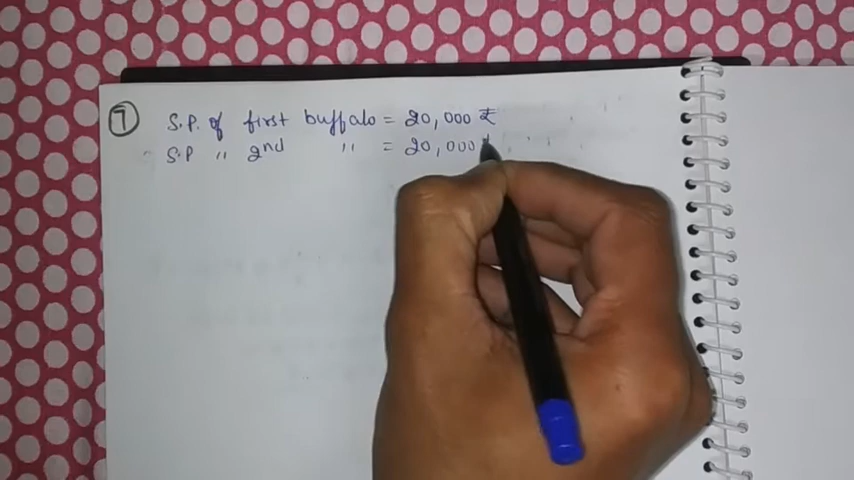 7 S.P. of first buffalo = 20,000 ₹
S.P " 2nd " = 20,000 ₹